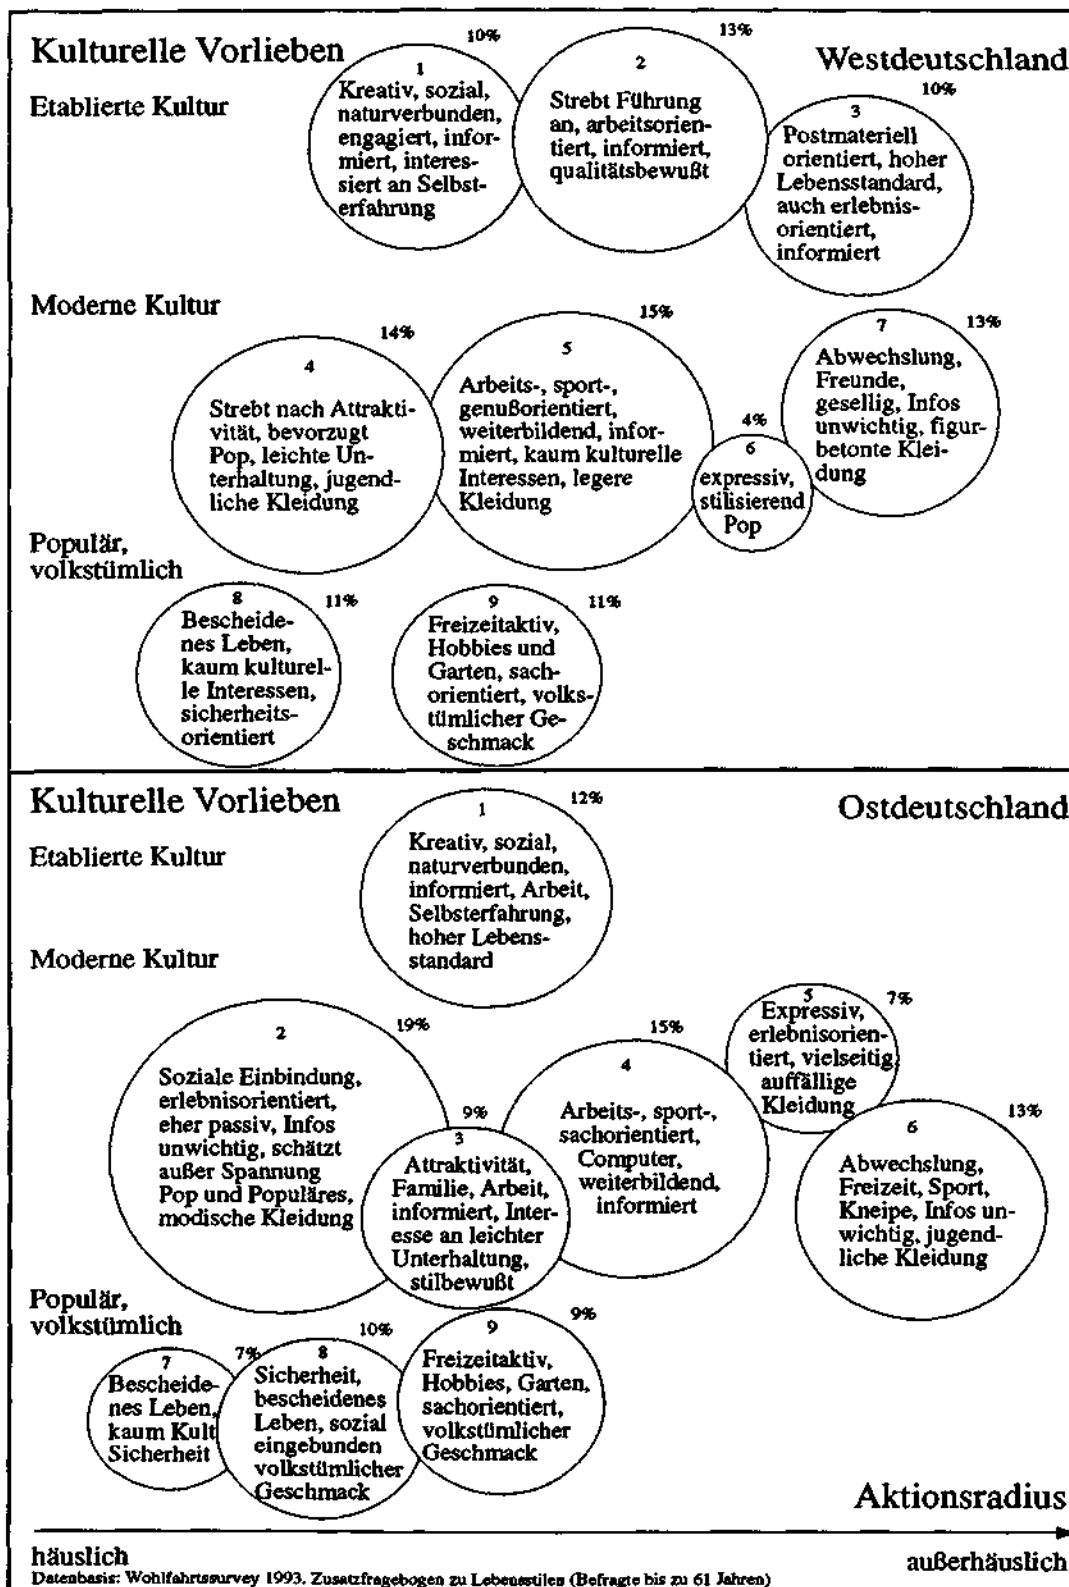 Kulturelle Vorlieben
Westdeutschland
Etablierte Kultur
10%
1
Kreativ, sozial,
naturverbunden,
engagiert, infor-
miert, interes-
siert an Selbst-
erfahrung
13%
2
Strebt Führung
an, arbeitsorien-
tiert, informiert,
qualitätsbewußt
10%
3
Postmateriell
orientiert, hoher
Lebensstandard,
auch erlebnis-
orientiert,
informiert
Moderne Kultur
14%
4
Strebt nach Attrakti-
vität, bevorzugt
Pop, leichte Un-
terhaltung, jugend-
liche Kleidung
15%
5
Arbeits-, sport-,
genußorientiert,
weiterbildend, infor-
miert, kaum kulturelle
Interessen, legere
Kleidung
4%
6
expressiv,
stilisierend
Pop
13%
7
Abwechslung,
Freunde,
gesellig, Infos
unwichtig, figur-
betonte Klei-
dung
Populär,
volkstümlich
8
11%
Bescheide-
nes Leben,
kaum kulturel-
le Interessen,
sicherheits-
orientiert
9
11%
Freizeitaktiv,
Hobbies und
Garten, sach-
orientiert, volks-
tümlicher Ge-
schmack
Kulturelle Vorlieben
Ostdeutschland
Etablierte Kultur
12%
1
Kreativ, sozial,
naturverbunden,
informiert, Arbeit,
Selbsterfahrung,
hoher Lebens-
standard
Moderne Kultur
19%
2
Soziale Einbindung,
erlebnisorientiert,
eher passiv, Infos
unwichtig, schätzt
außer Spannung
Pop und Populäres,
modische Kleidung
9%
3
Attraktivität,
Familie, Arbeit,
informiert, Inter-
esse an leichter
Unterhaltung,
stilbewußt
15%
4
Arbeits-, sport-,
sachorientiert,
Computer,
weiterbildend,
informiert
5
7%
Expressiv,
erlebnisorien-
tiert, vielseitig,
auffällige
Kleidung
13%
6
Abwechslung,
Freizeit, Sport,
Kneipe, Infos un-
wichtig, jugend-
liche Kleidung
Populär,
volkstümlich
7
7%
Bescheide-
nes Leben,
kaum Kult
Sicherheit
10%
8
Sicherheit,
bescheidenes
Leben, sozial
eingebunden
volkstümlicher
Geschmack
9
9%
Freizeitaktiv,
Hobbies, Garten,
sachorientiert,
volkstümlicher
Geschmack
Aktionsradius
häuslich
außerhäuslich
Datenbasis: Wohlfahrtssurvey 1993. Zusatzfragebogen zu Lebensstilen (Befragte bis zu 61 Jahren)